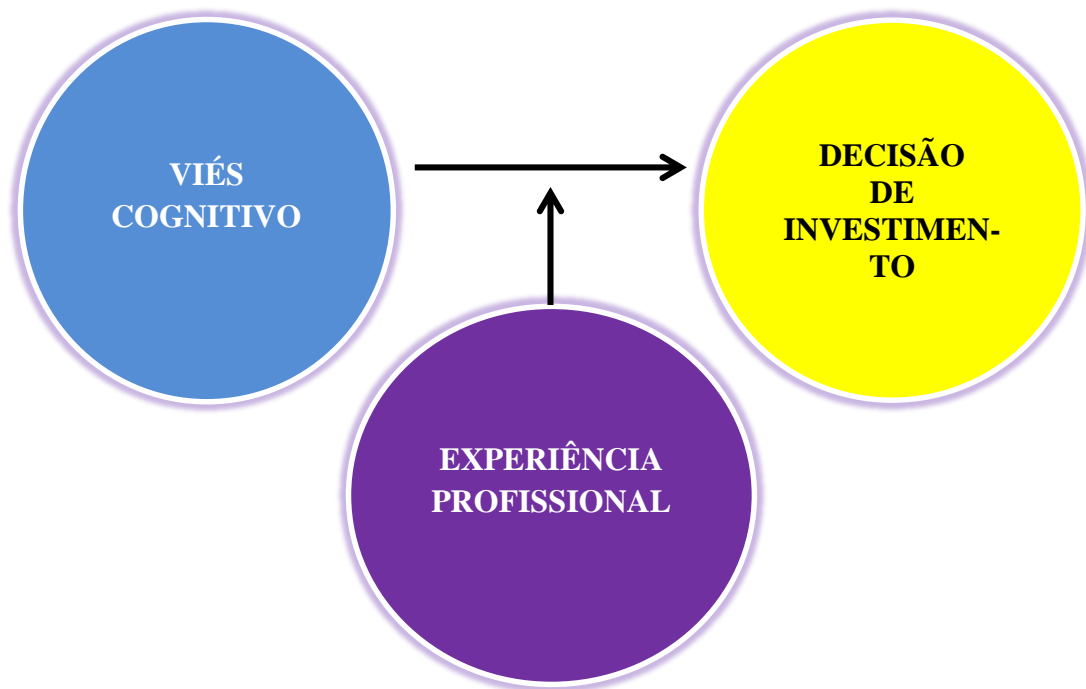 VIÉS
COGNITIVO
DECISÃO
DE
INVESTIMEN-
TO
EXPERIÊNCIA
PROFISSIONAL